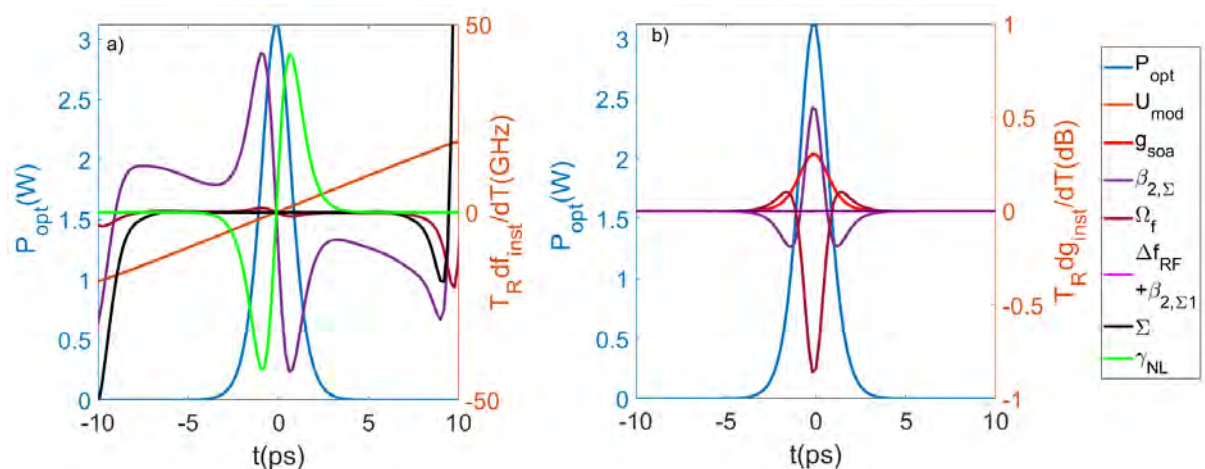 a)
3
2.5
2
1.5
1
0.5
0
P_opt(W)
50
0
-50
T_R df_inst/dT(GHz)
-10
-5
0
5
10
t(ps)
b)
3
2.5
2
1.5
1
0.5
0
P_opt(W)
1
0.5
0
-0.5
-1
T_R dg_inst/dT(dB)
-10
-5
0
5
10
t(ps)
P_opt
U_mod
g_soa
β_2,Σ
Ω_f
Δf_RF
+β_2,Σ1
Σ
γ_NL